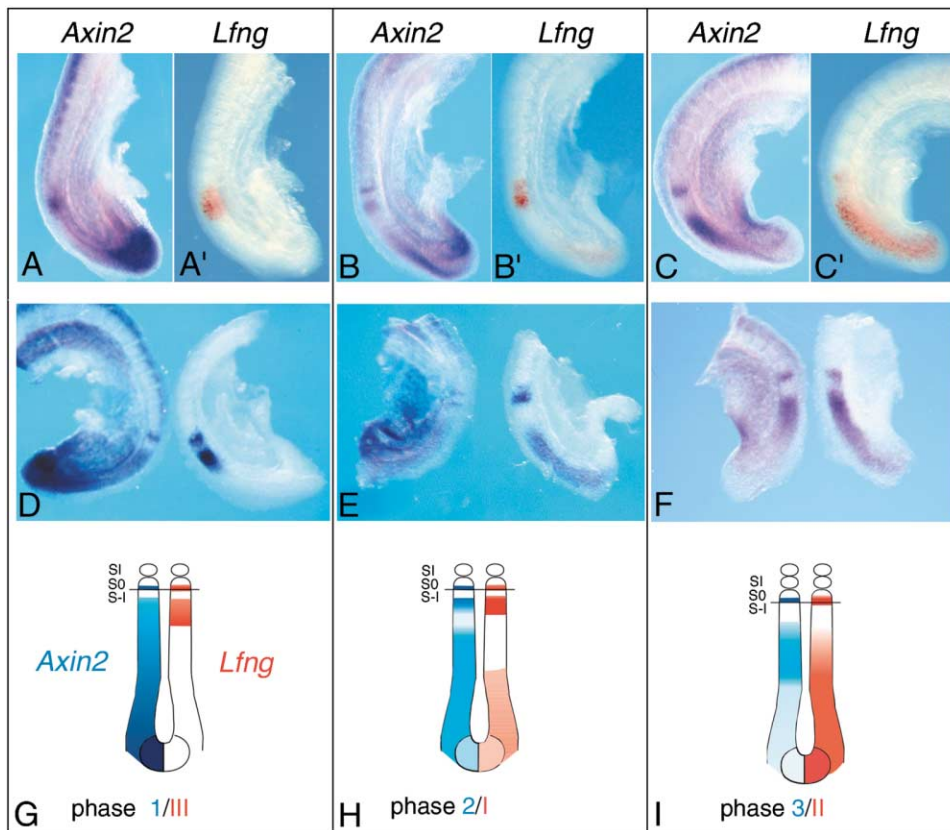 Axin2 Lfng Axin2 Lfng Axin2 Lfng
A A' B B' C C'
D E F
SI
S0
S-I
SI
S0
S-I
SI
S0
S-I
Axin2 Lfng
G phase 1/III H phase 2/I I phase 3/II